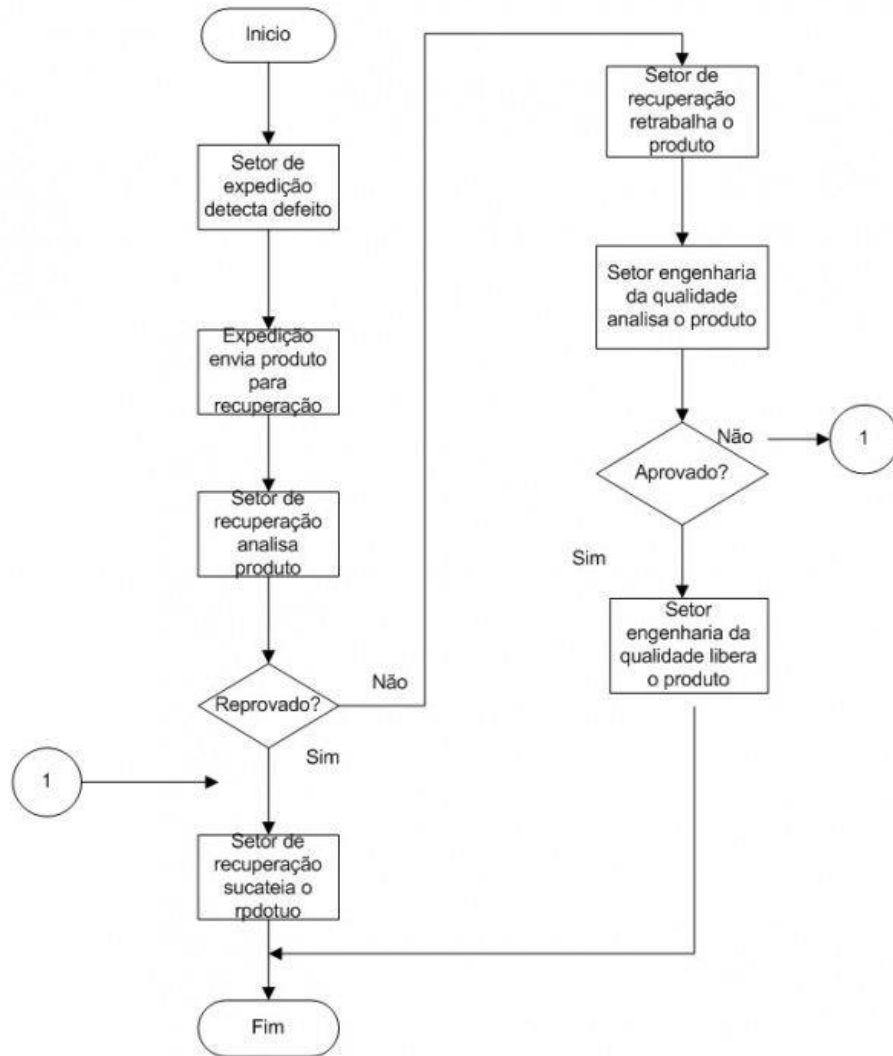 Inicio
Setor de
expedição
detecta defeito
Expedição
envia produto
para
recuperação
Setor de
recuperação
analisa
produto
Reprovado?
Não
Sim
1
Setor de
recuperação
sucateia o
rpdotuo
Fim
Setor de
recuperação
retrabalha o
produto
Setor engenharia
da qualidade
analisa o produto
Aprovado?
Não
1
Sim
Setor
engenharia da
qualidade libera
o produto